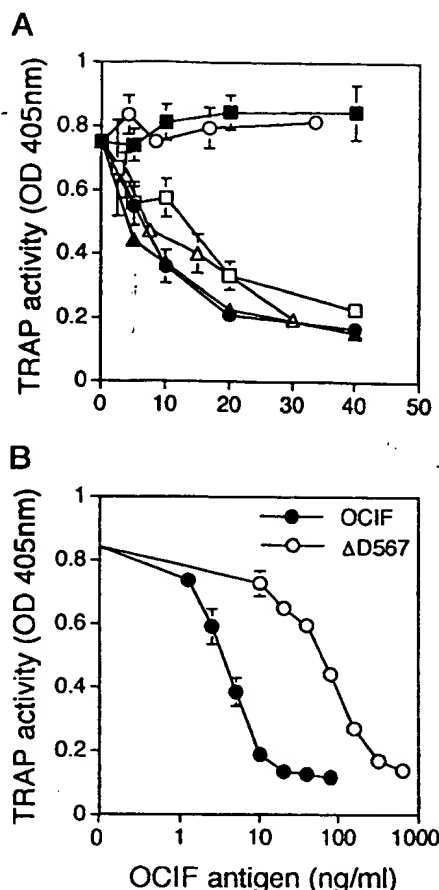 A
TRAP activity (OD 405nm)
1
0.8
0.6
0.4
0.2
0
0 10 20 30 40 50
B
TRAP activity (OD 405nm)
1
0.8
0.6
0.4
0.2
0
OCIF
ΔD567
0 1 10 100 1000
OCIF antigen (ng/ml)